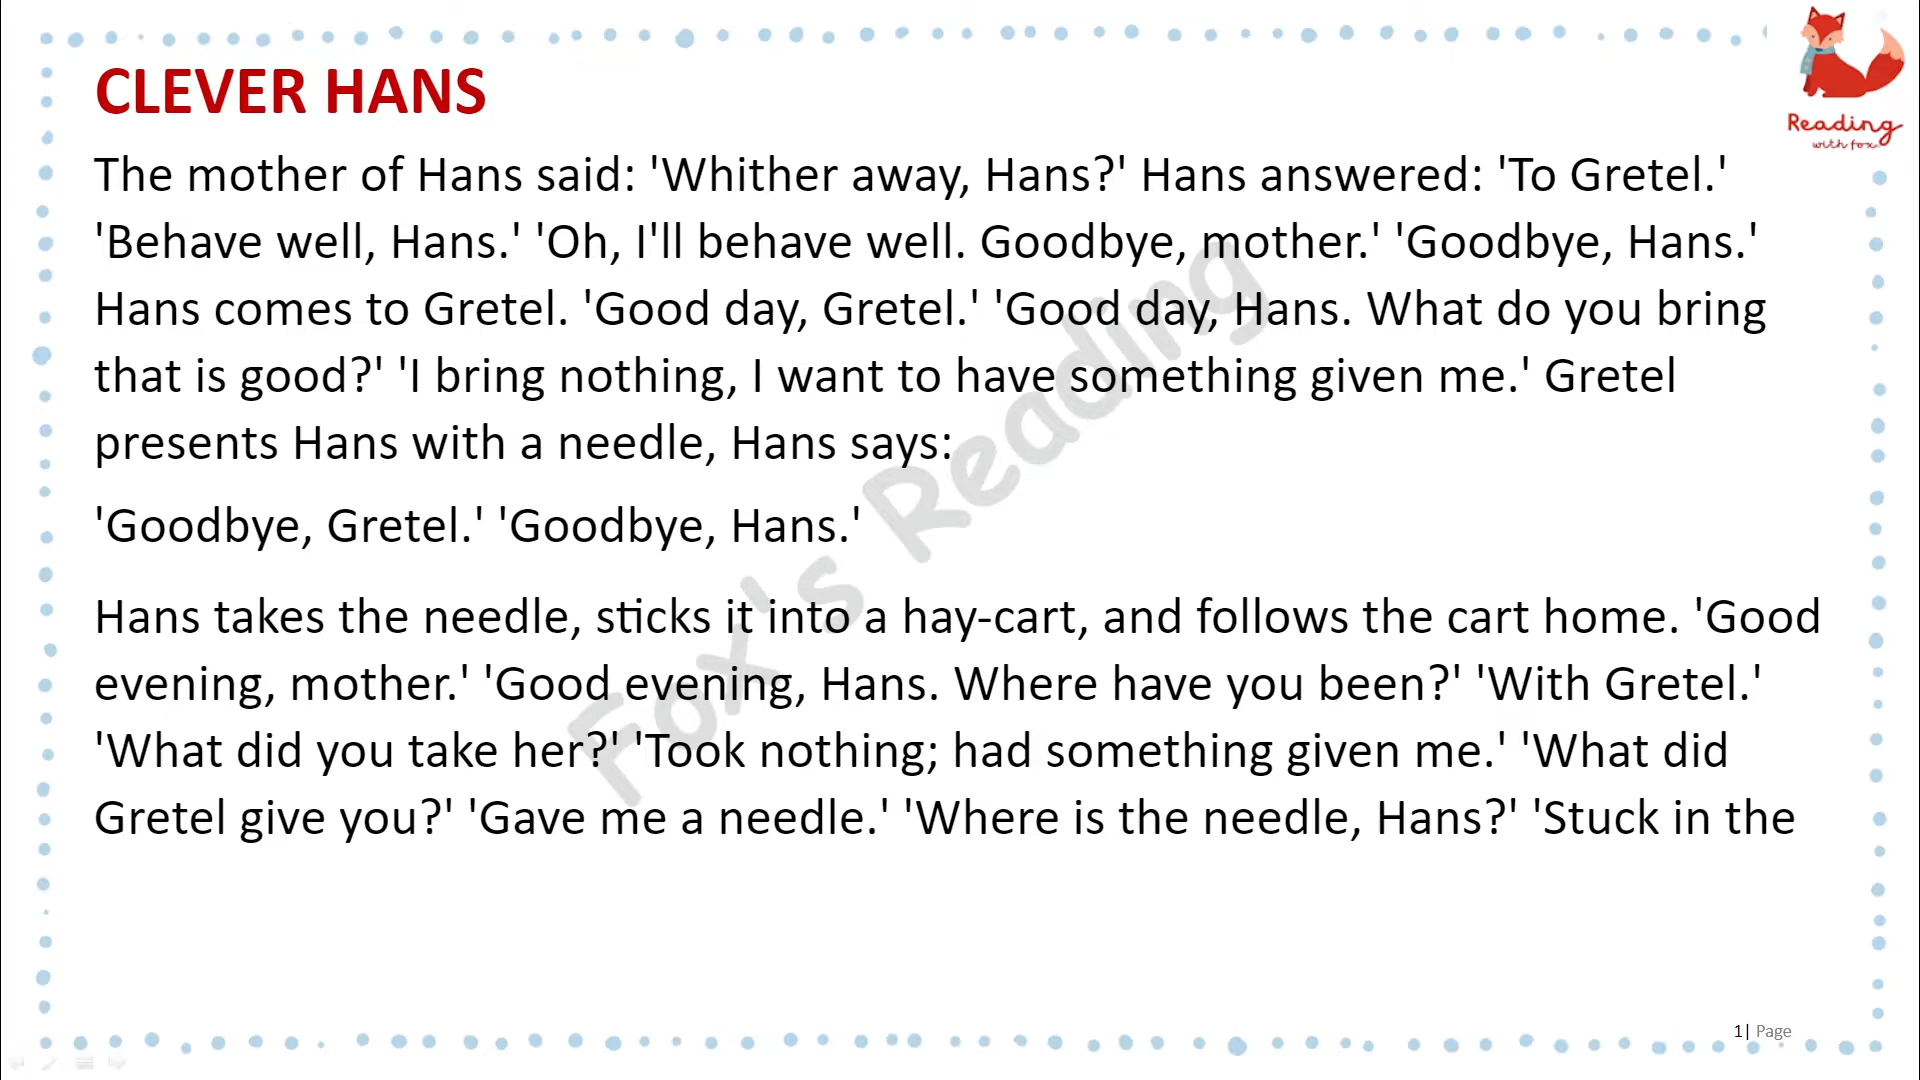 CLEVER HANS
Reading
with fox
The mother of Hans said: 'Whither away, Hans?' Hans answered: 'To Gretel.'
'Behave well, Hans.' 'Oh, I'll behave well. Goodbye, mother.' 'Goodbye, Hans.'
Hans comes to Gretel. 'Good day, Gretel.' 'Good day, Hans. What do you bring
that is good?' 'I bring nothing, I want to have something given me.' Gretel
presents Hans with a needle, Hans says:
'Goodbye, Gretel.' 'Goodbye, Hans.'
Hans takes the needle, sticks it into a hay-cart, and follows the cart home. 'Good
evening, mother.' 'Good evening, Hans. Where have you been?' 'With Gretel.'
'What did you take her?' 'Took nothing; had something given me.' 'What did
Gretel give you?' 'Gave me a needle.' 'Where is the needle, Hans?' 'Stuck in the
Fox's Reading
1| Page